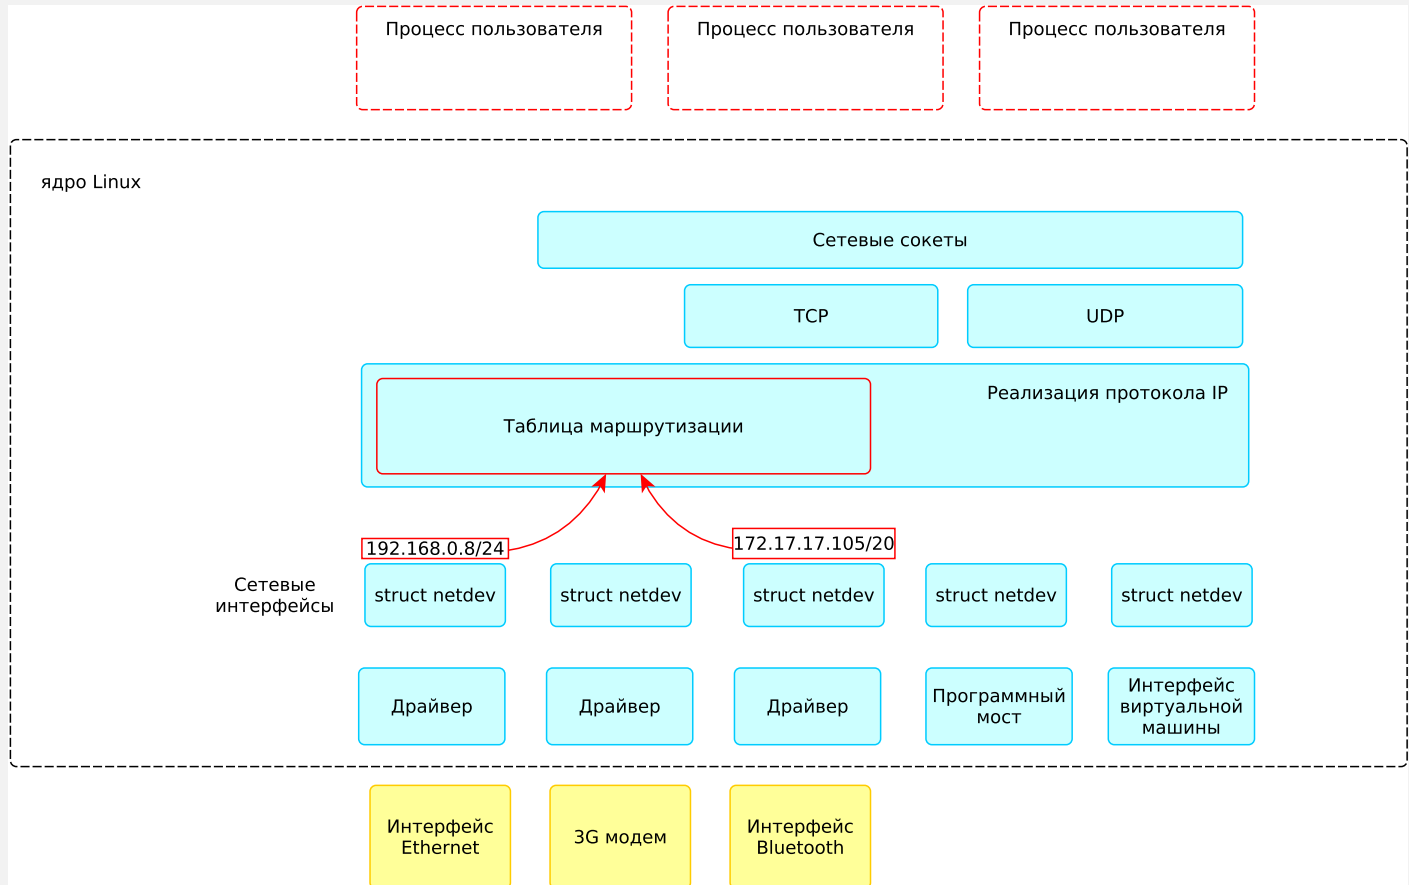 Процесс пользователя
Процесс пользователя
Процесс пользователя
ядро Linux
Сетевые сокеты
TCP
UDP
Реализация протокола IP
Таблица маршрутизации
192.168.0.8/24
172.17.17.105/20
Сетевые
интерфейсы
struct netdev
struct netdev
struct netdev
struct netdev
struct netdev
Драйвер
Драйвер
Драйвер
Программный
мост
Интерфейс
виртуальной
машины
Интерфейс
Ethernet
3G модем
Интерфейс
Bluetooth